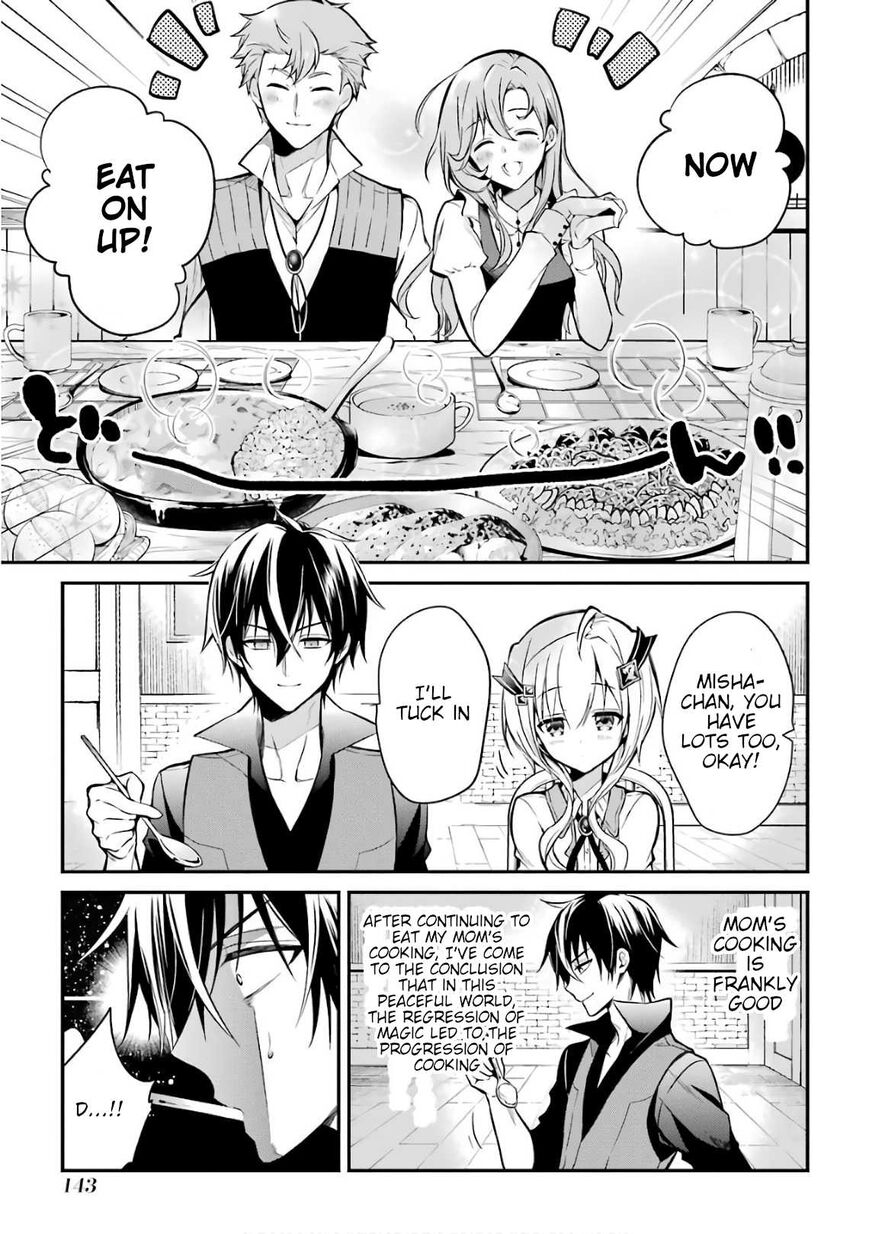 NOW
EAT
ON
UP!
どーん!!
MISHA-
CHAN, YOU
HAVE
LOTS TOO,
OKAY!
I'LL
TUCK IN
MOM'S
COOKING
IS
FRANKLY
GOOD
AFTER CONTINUING TO
EAT MY MOM'S
COOKING, I'VE COME
TO THE CONCLUSION
THAT IN THIS
PEACEFUL WORLD,
THE REGRESSION OF
MAGIC LED TO THE
PROGRESSION OF
COOKING
D...!!
143